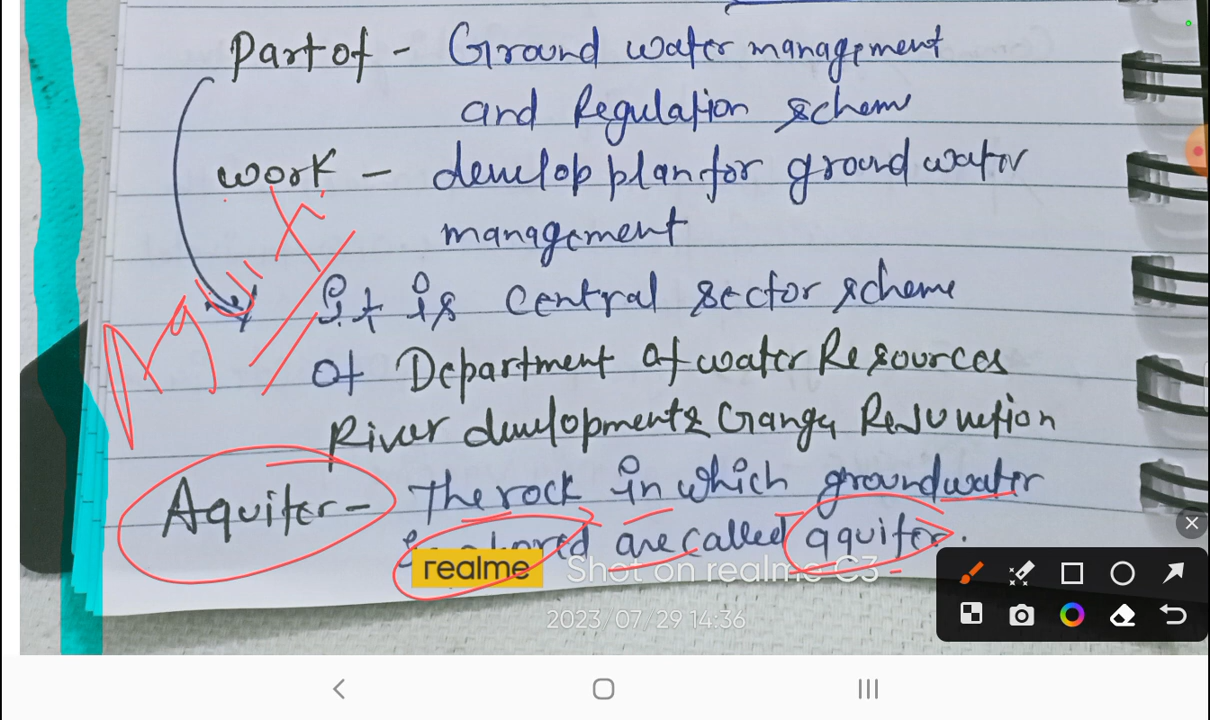 Part of - Ground water management
and Regulation scheme
work - develop plan for ground water
management
It is central sector scheme
of Department of water Resources
River development & Ganga Rejunetion
Aquifer - The rock in which groundwater
stored are called aquifer.
realme Shot on realme C3
2023/07/29 14:36